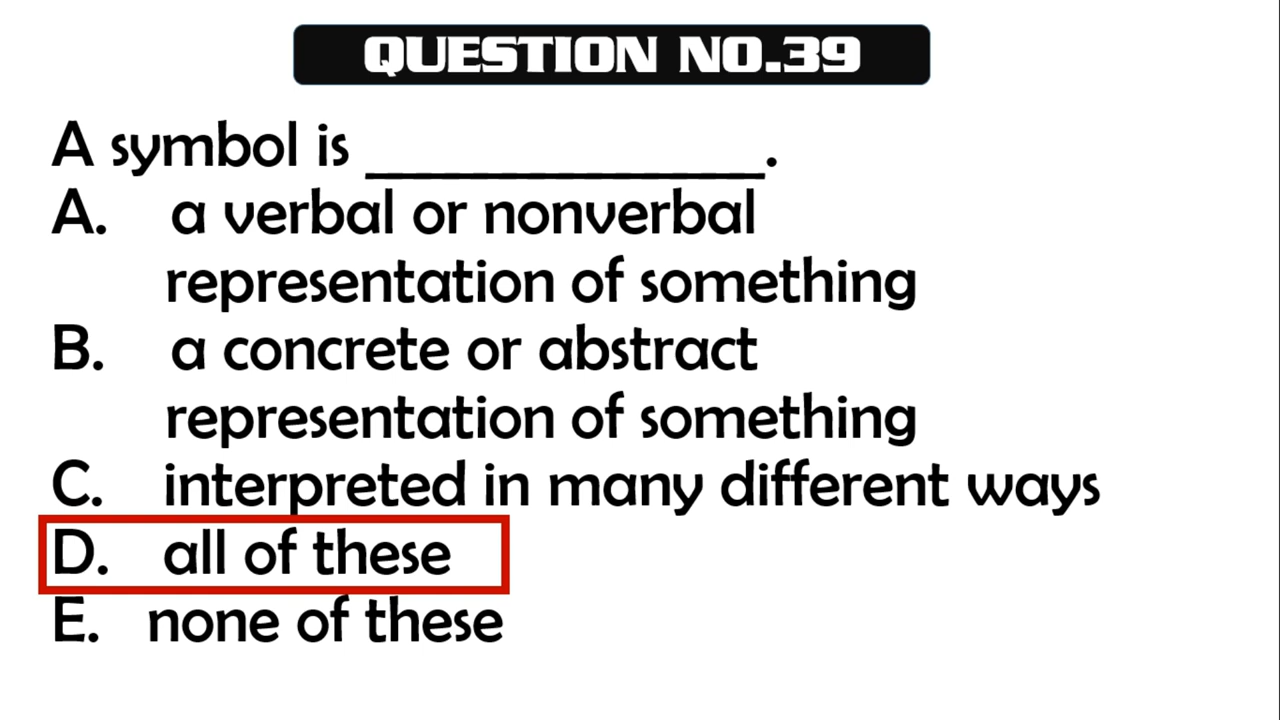 QUESTION NO.39
A symbol is ______________.
A. a verbal or nonverbal
representation of something
B. a concrete or abstract
representation of something
C. interpreted in many different ways
D. all of these
E. none of these